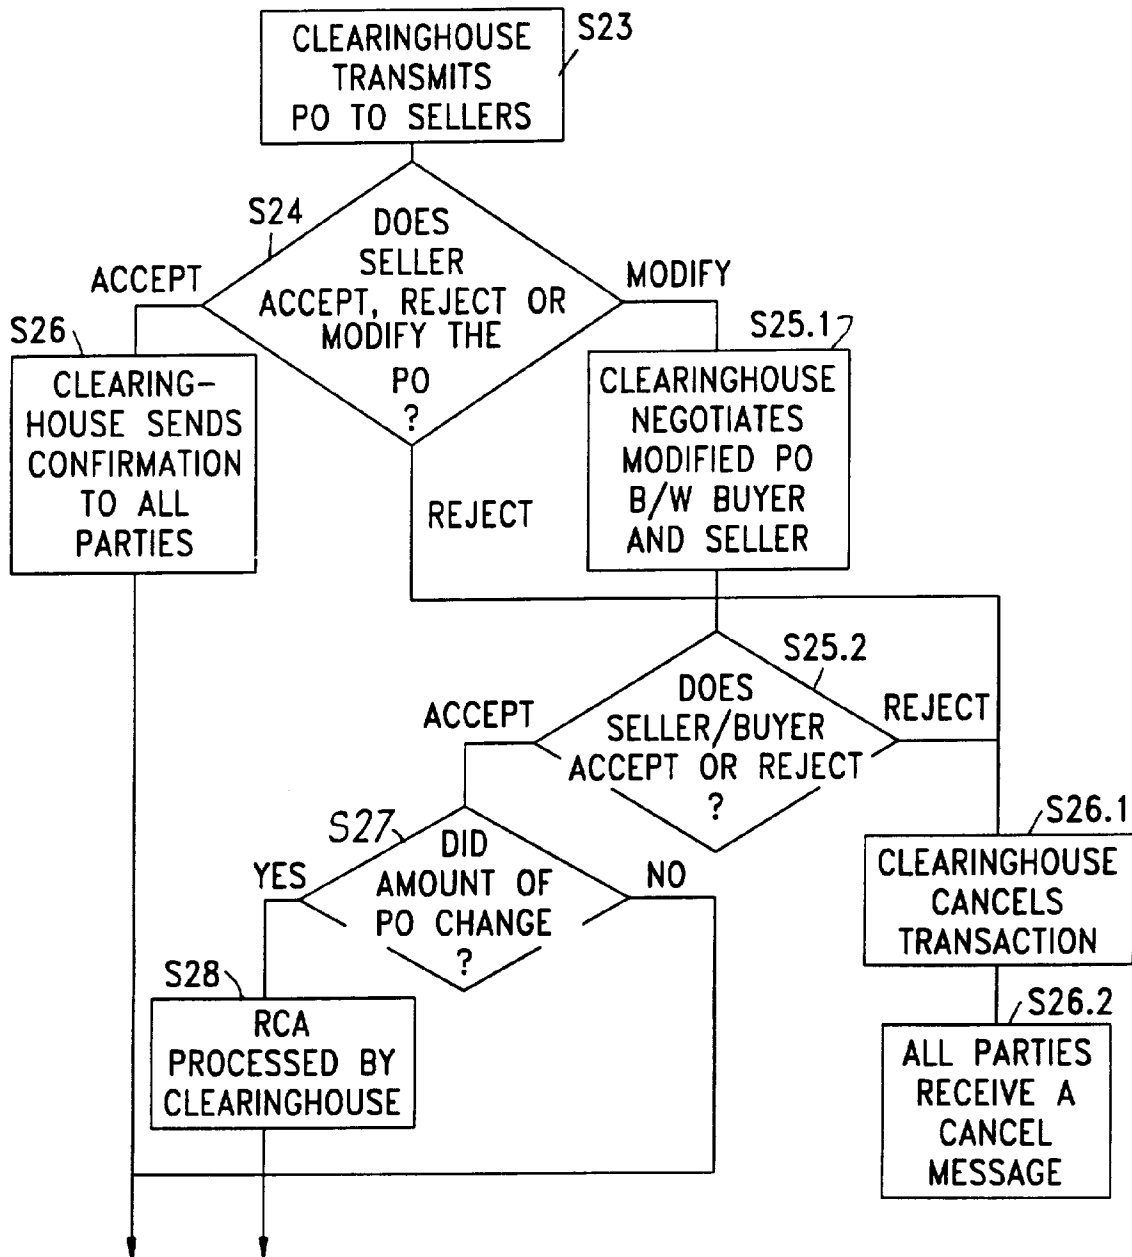 CLEARINGHOUSE
TRANSMITS
PO TO SELLERS
S23
S24
DOES
SELLER
ACCEPT, REJECT OR
MODIFY THE
PO
?
ACCEPT
MODIFY
REJECT
S26
CLEARING-
HOUSE SENDS
CONFIRMATION
TO ALL
PARTIES
S25.1
CLEARINGHOUSE
NEGOTIATES
MODIFIED PO
B/W BUYER
AND SELLER
S25.2
DOES
SELLER/BUYER
ACCEPT OR REJECT
?
ACCEPT
REJECT
S27
DID
AMOUNT OF
PO CHANGE
?
YES
NO
S28
RCA
PROCESSED BY
CLEARINGHOUSE
S26.1
CLEARINGHOUSE
CANCELS
TRANSACTION
S26.2
ALL PARTIES
RECEIVE A
CANCEL
MESSAGE